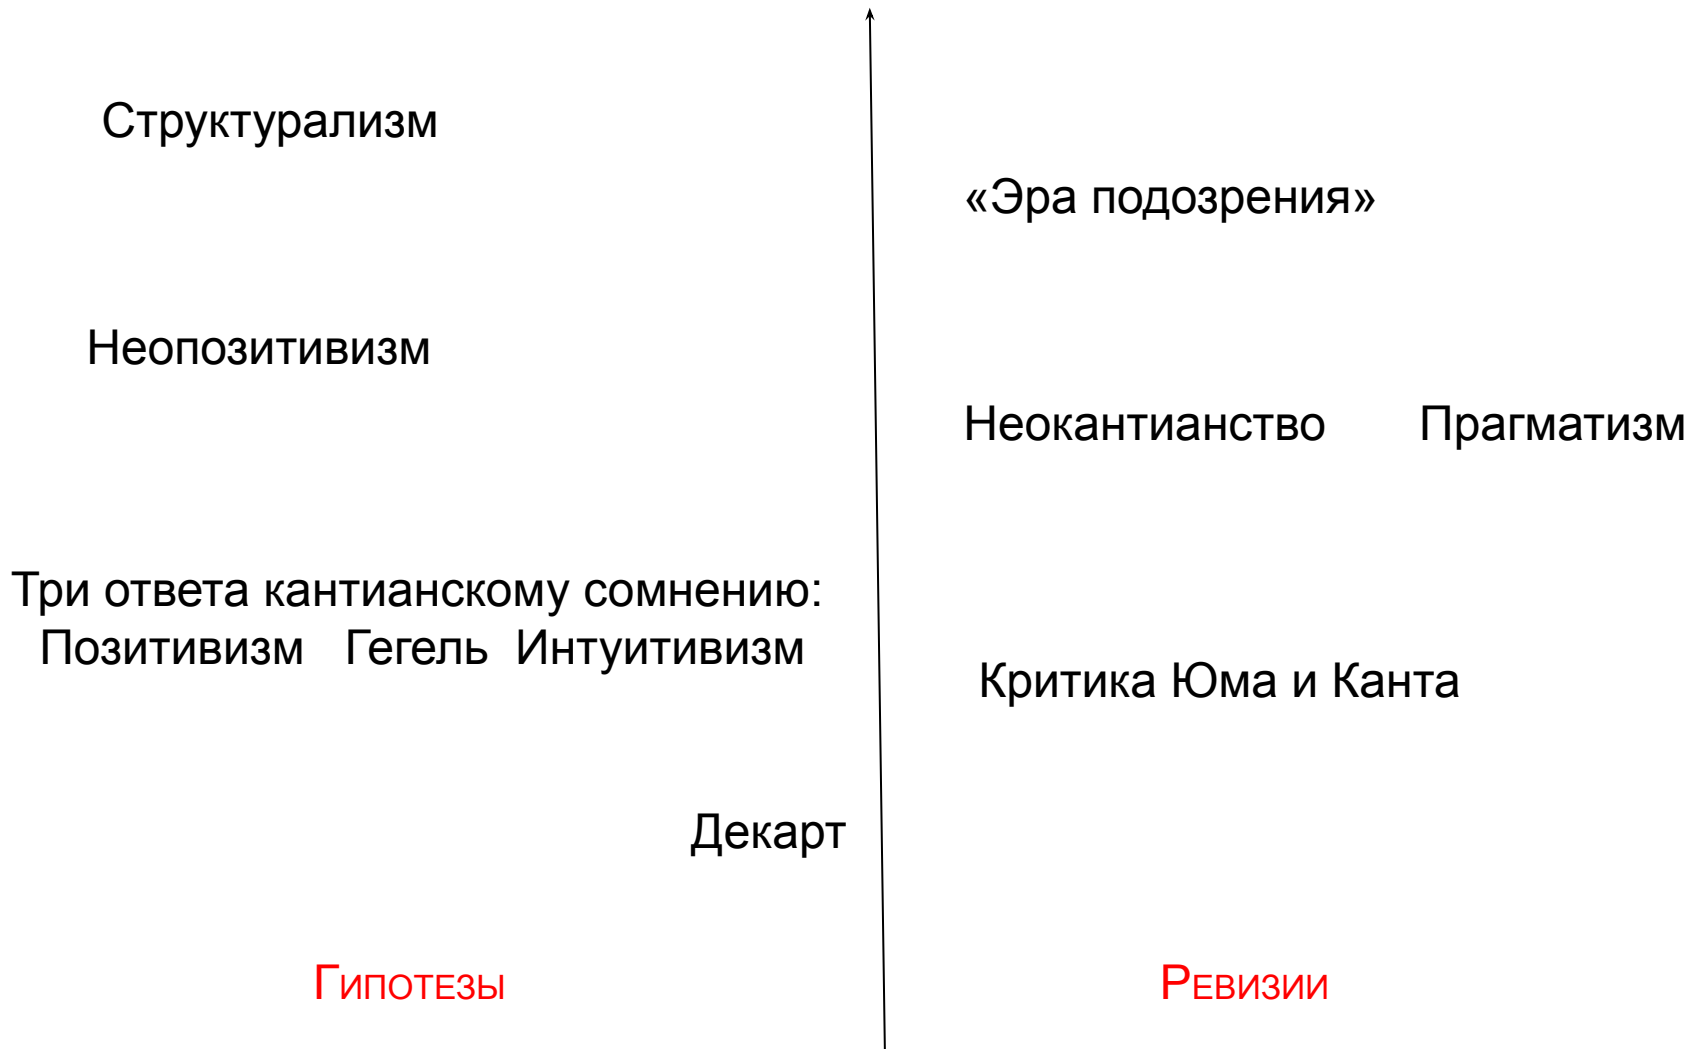 Структурализм
«Эра подозрения»
Неопозитивизм
Неокантианство Прагматизм
Три ответа кантианскому сомнению:
Позитивизм Гегель Интуитивизм
Критика Юма и Канта
Декарт
Гипотезы
Ревизии